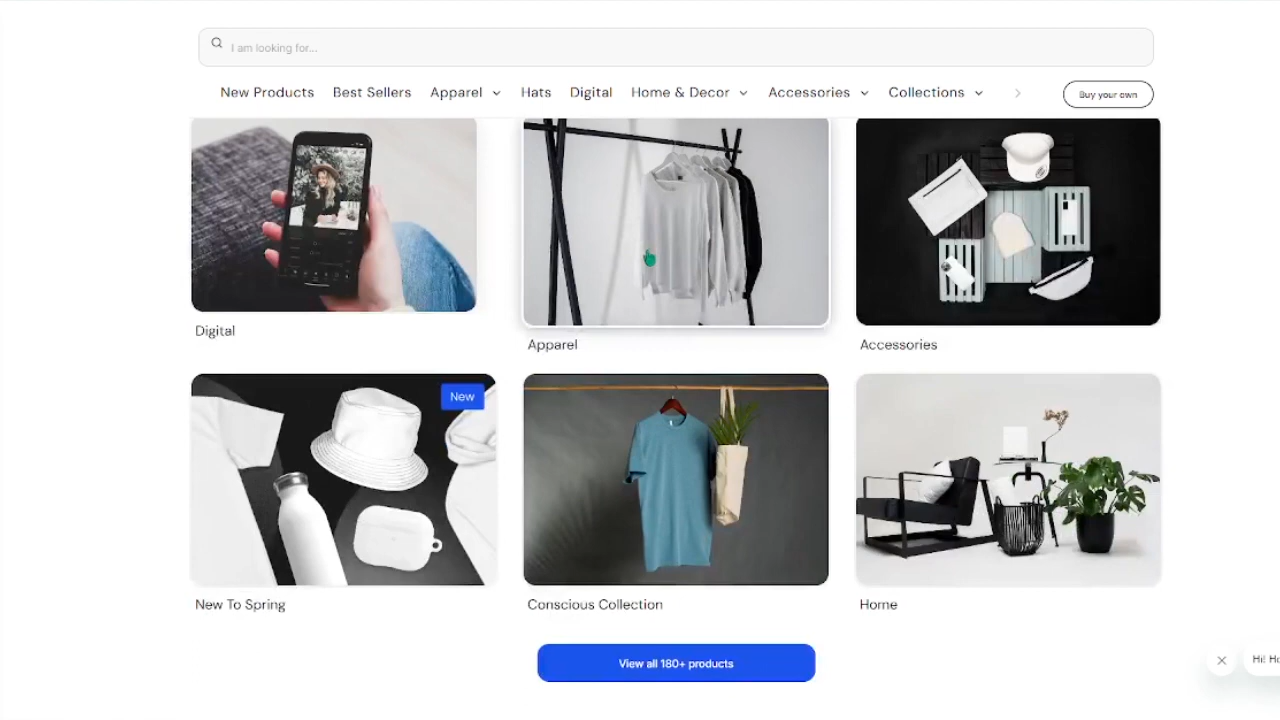 I am looking for...
New Products Best Sellers Apparel Hats Digital Home & Decor Accessories Collections Buy your own
Digital Apparel Accessories
New
New To Spring Conscious Collection Home
View all 180+ products
Hi!